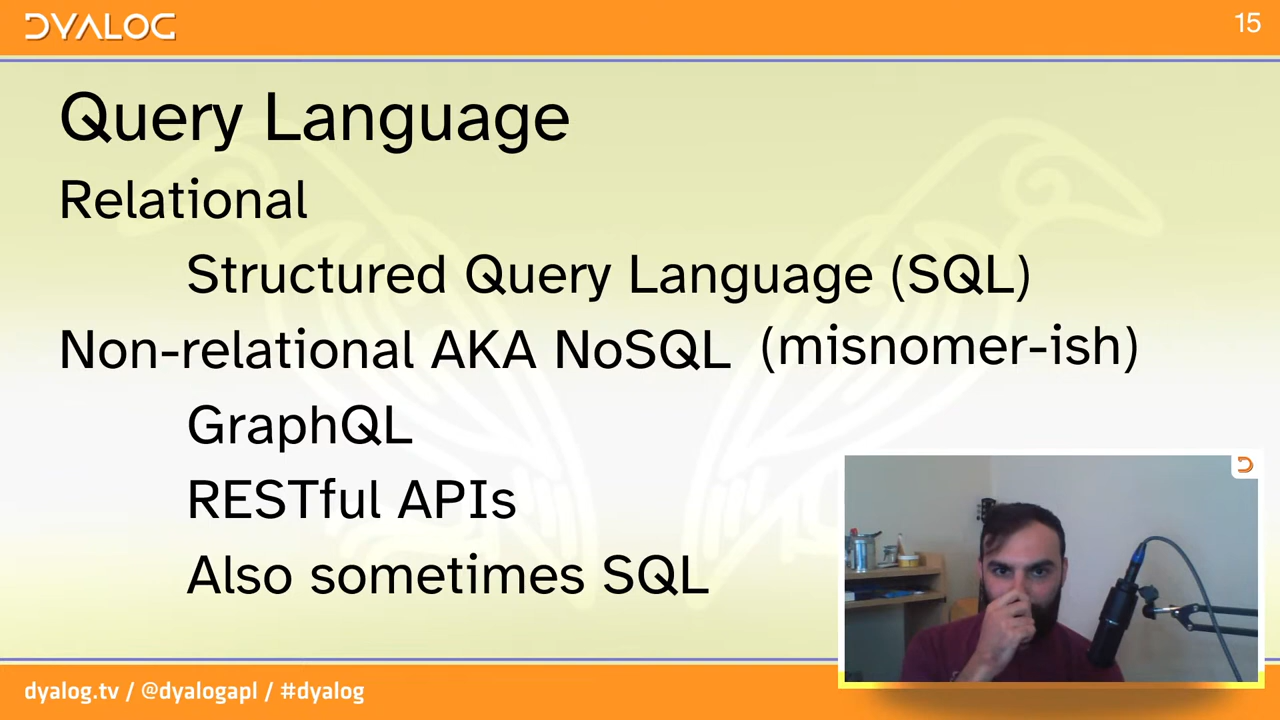 DYALOG
15
Query Language
Relational
Structured Query Language (SQL)
Non-relational AKA NoSQL (misnomer-ish)
GraphQL
RESTful APIs
Also sometimes SQL
dyalog.tv / @dyalogapl / #dyalog